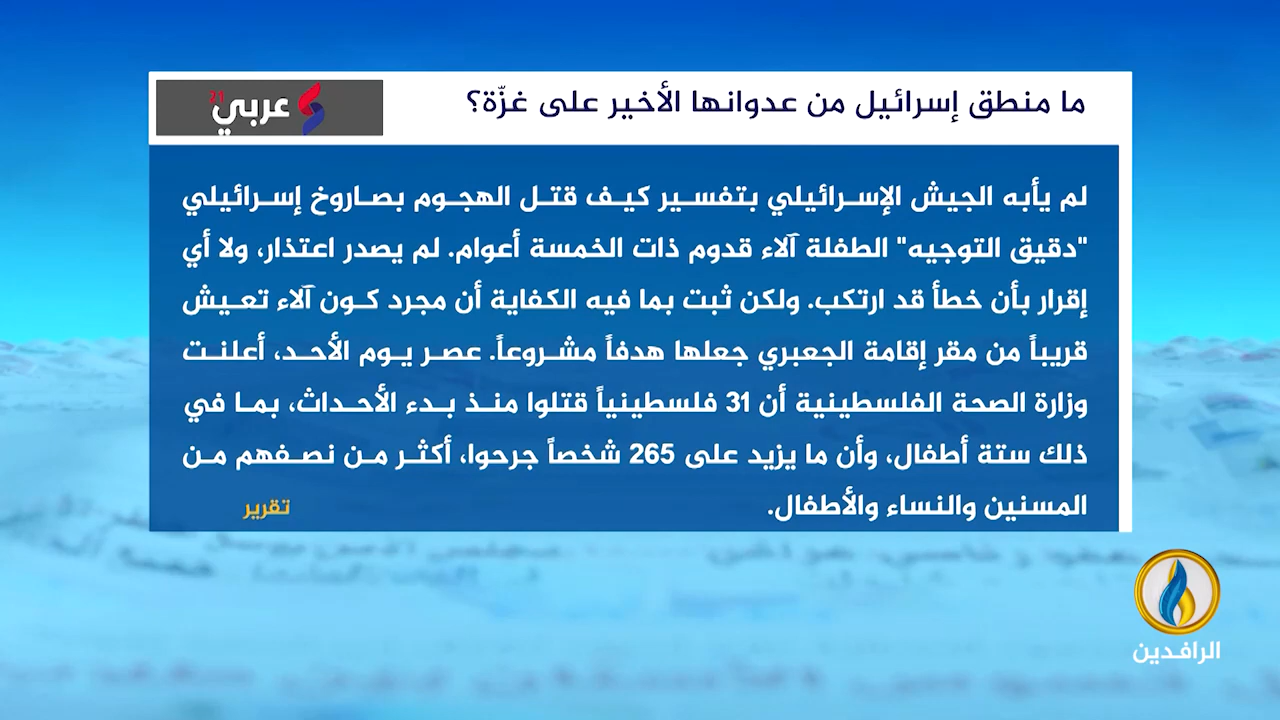 ما منطق إسرائيل من عدوانها الأخير على غزّة؟
عربي 21
لم يأبه الجيش الإسرائيلي بتفسير كيف قتل الهجوم بصاروخ إسرائيلي
"دقيق التوجيه" الطفلة آلاء قدوم ذات الخمسة أعوام. لم يصدر اعتذار، ولا أي
إقرار بأن خطأ قد ارتكب. ولكن ثبت بما فيه الكفاية أن مجرد كون آلاء تعيش
قريباً من مقر إقامة الجعبري جعلها هدفاً مشروعاً. عصر يوم الأحد، أعلنت
وزارة الصحة الفلسطينية أن 31 فلسطينياً قتلوا منذ بدء الأحداث، بما في
ذلك ستة أطفال، وأن ما يزيد على 265 شخصاً جرحوا، أكثر من نصفهم من
المسنين والنساء والأطفال.
تقرير
الرافدين